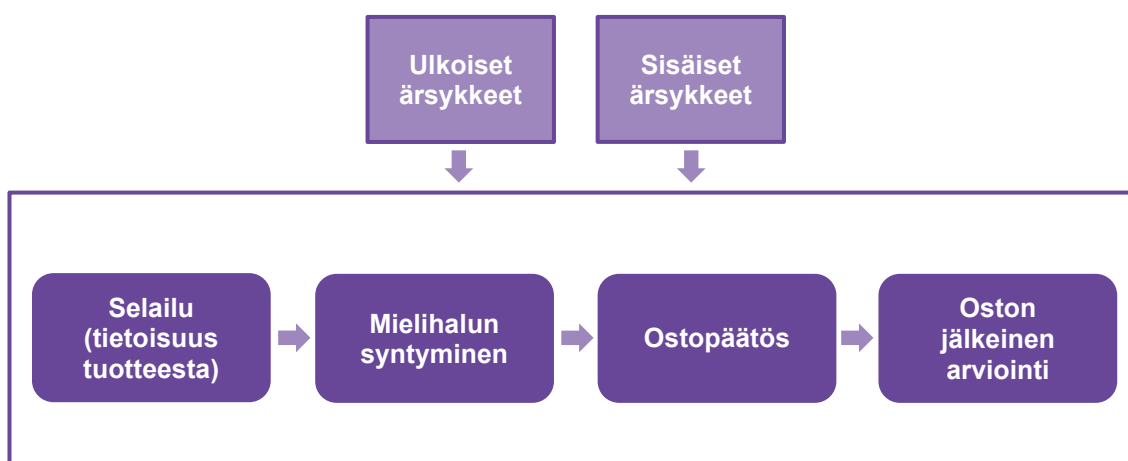 Ulkoiset
ärsykkeet
Sisäiset
ärsykkeet
Selailu
(tietoisuus
tuotteesta)
Mielihalun
syntyminen
Ostopäätös
Oston
jälkeinen
arviointi